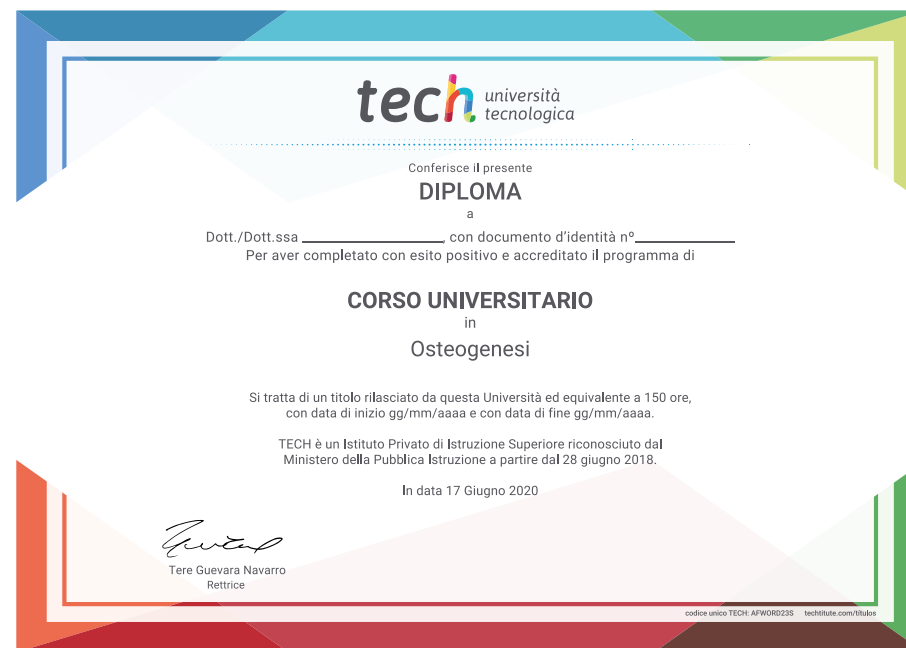 tech università
tecnologica
Conferisce il presente
DIPLOMA
a
Dott./Dott.ssa ________________, con documento d'identità nº____________
Per aver completato con esito positivo e accreditato il programma di
CORSO UNIVERSITARIO
in
Osteogenesi
Si tratta di un titolo rilasciato da questa Università ed equivalente a 150 ore,
con data di inizio gg/mm/aaaa e con data di fine gg/mm/aaaa.
TECH è un Istituto Privato di Istruzione Superiore riconosciuto dal
Ministero della Pubblica Istruzione a partire dal 28 giugno 2018.
In data 17 Giugno 2020
Tere Guevara Navarro
Rettrice
codice unico TECH: AFWORD23S techtitute.com/titulos